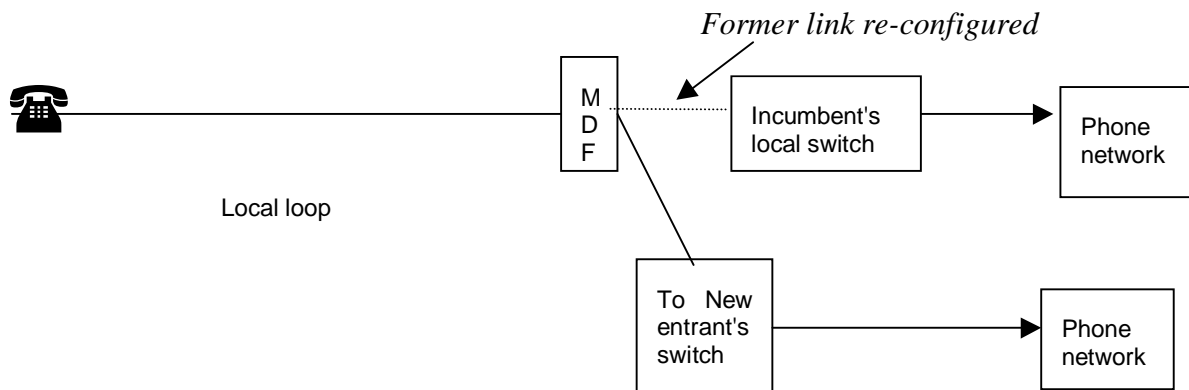 Former link re-configured
M
D
F
Incumbent's
local switch
Phone
network
Local loop
To New
entrant's
switch
Phone
network